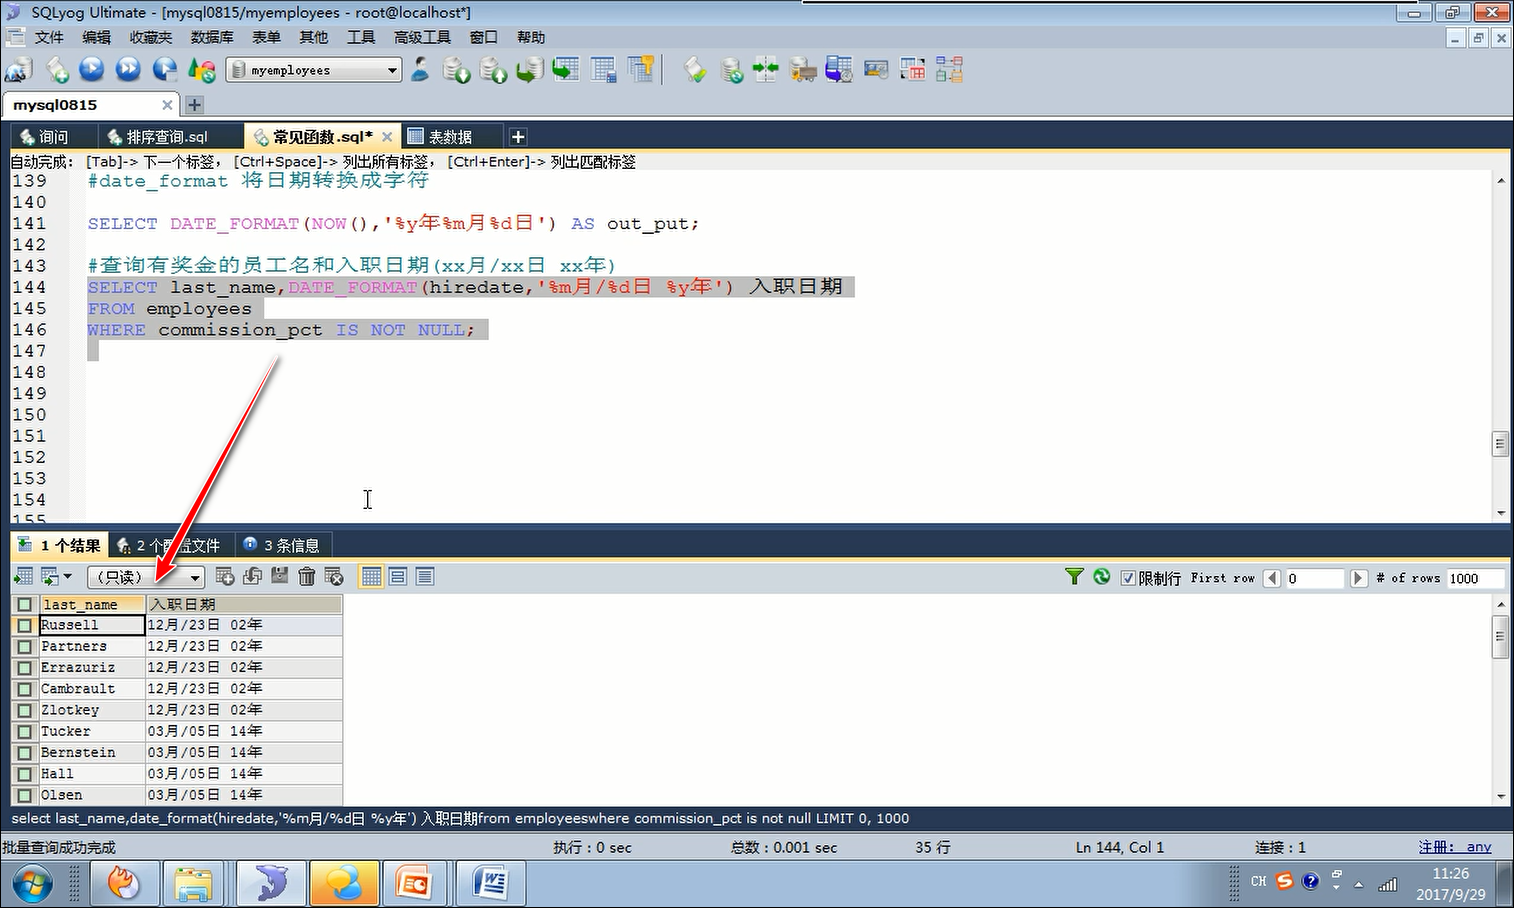 SQLyog Ultimate - [mysql0815/myemployees - root@localhost*]
文件 编辑 收藏夹 数据库 表单 其他 工具 高级工具 窗口 帮助
myemployees
mysql0815
询问 排序查询.sql 常见函数.sql* 表数据
自动完成： [Tab]-> 下一个标签， [Ctrl+Space]-> 列出所有标签， [Ctrl+Enter]-> 列出匹配标签
139 #date_format 将日期转换成字符
140
141 SELECT DATE_FORMAT(NOW(),'%y年%m月%d日') AS out_put;
142
143 #查询有奖金的员工名和入职日期(xx月/xx日 xx年)
144 SELECT last_name,DATE_FORMAT(hiredate,'%m月/%d日 %y年') 入职日期
145 FROM employees
146 WHERE commission_pct IS NOT NULL;
147
148
149
150
151
152
153
154
155
1 个结果 2 个配置文件 3 条信息
（只读） 限制行 First row 0 # of rows 1000
last_name 入职日期
Russell 12月/23日 02年
Partners 12月/23日 02年
Errazuriz 12月/23日 02年
Cambrault 12月/23日 02年
Zlotkey 12月/23日 02年
Tucker 03月/05日 14年
Bernstein 03月/05日 14年
Hall 03月/05日 14年
Olsen 03月/05日 14年
select last_name,date_format(hiredate,'%m月/%d日 %y年') 入职日期from employeeswhere commission_pct is not null LIMIT 0, 1000
批量查询成功完成 执行：0 sec 总数：0.001 sec 35 行 Ln 144, Col 1 连接：1 注册: any
CH 11:26
2017/9/29